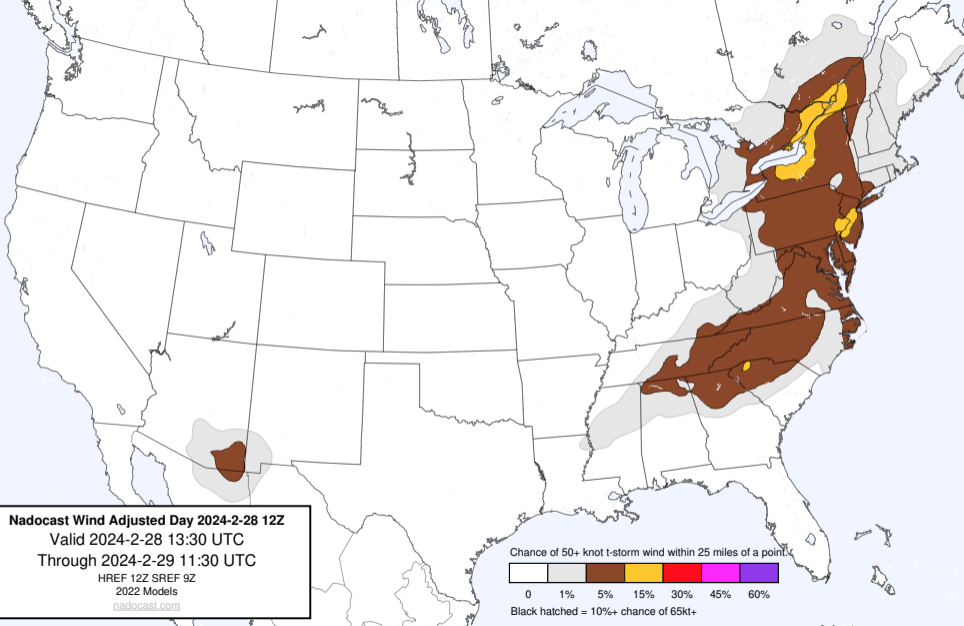 Nadocast Wind Adjusted Day 2024-2-28 12Z
Valid 2024-2-28 13:30 UTC
Through 2024-2-29 11:30 UTC
HREF 12Z SREF 9Z
2022 Models
nadocast.com
Chance of 50+ knot t-storm wind within 25 miles of a point.
0 1% 5% 15% 30% 45% 60%
Black hatched = 10%+ chance of 65kt+